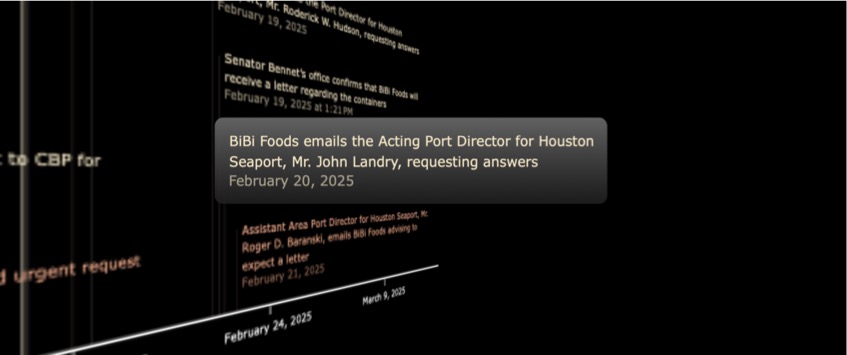 the Port Director for Houston
Mr. Roderick W. Hudson, requesting answers
February 19, 2025
Senator Bennet's office confirms that BiBi Foods will
receive a letter regarding the containers
February 19, 2025 at 1:21 PM
BiBi Foods emails the Acting Port Director for Houston
Seaport, Mr. John Landry, requesting answers
February 20, 2025
to CBP for
Assistant Area Port Director for Houston Seaport, Mr.
Roger D. Baranski, emails BiBi Foods advising to
expect a letter
February 21, 2025
urgent request
February 24, 2025
March 9, 2025